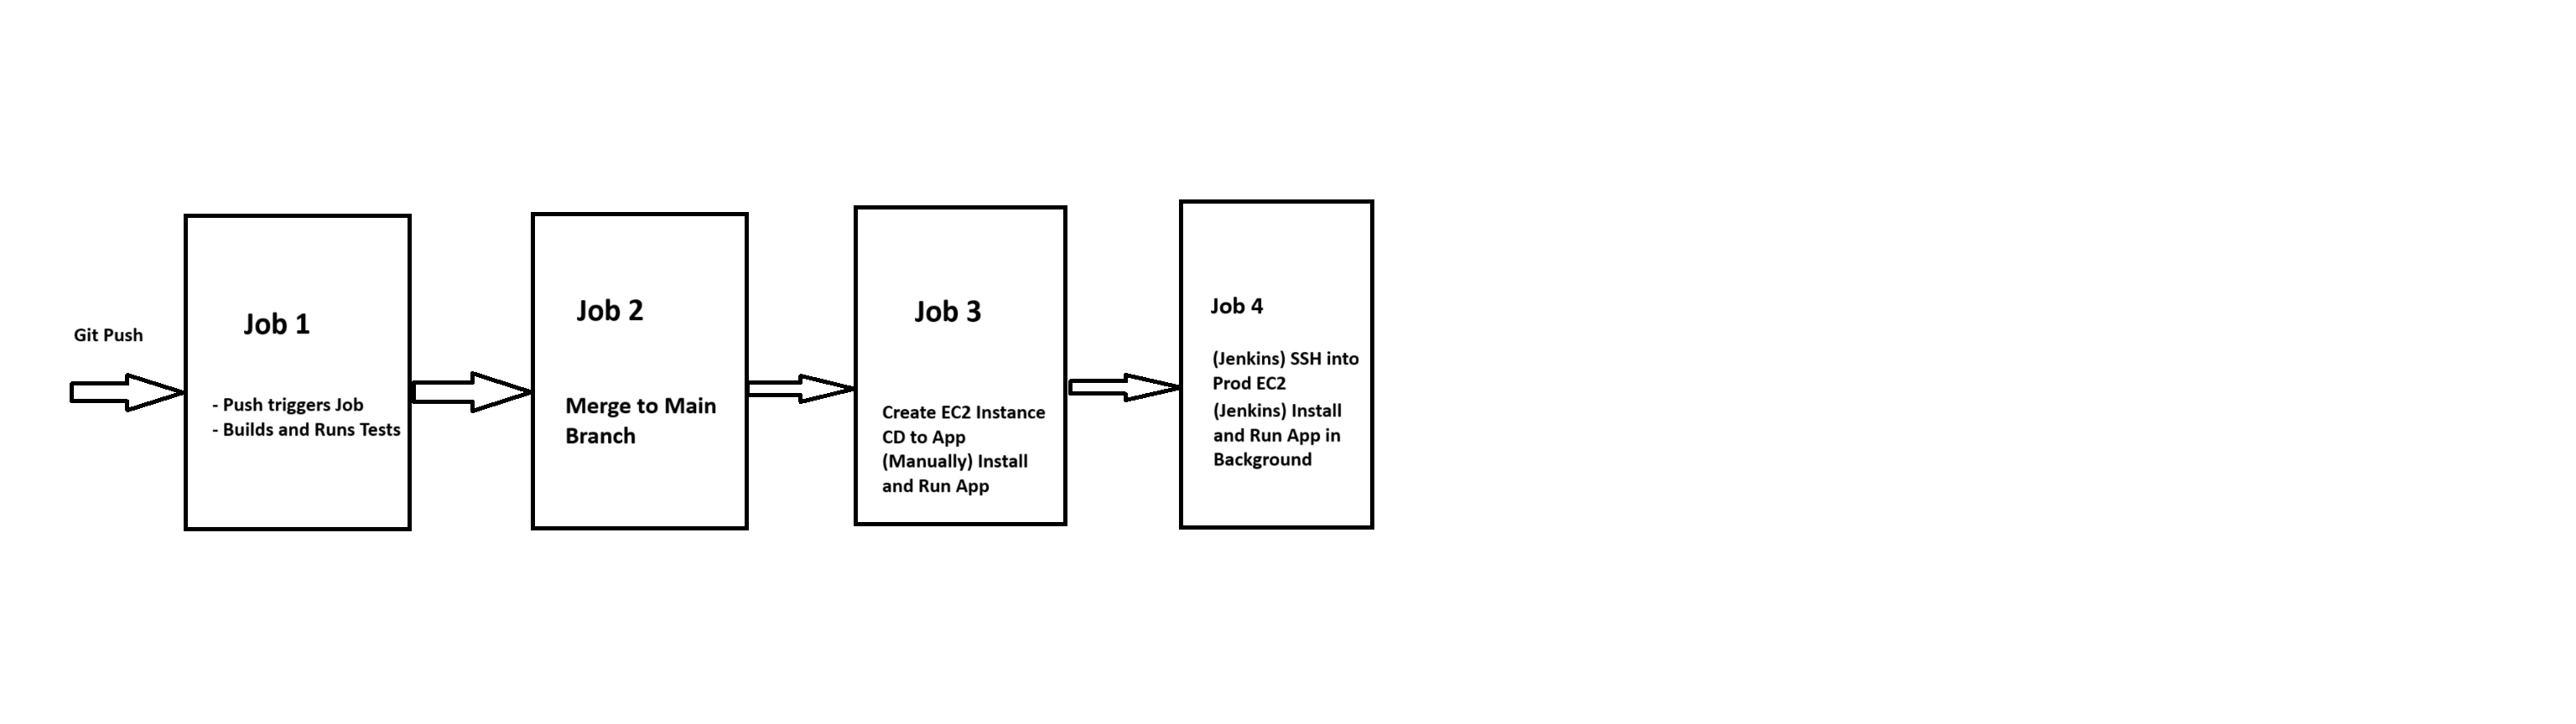 Git Push
Job 1
- Push triggers Job
- Builds and Runs Tests
Job 2
Merge to Main
Branch
Job 3
Create EC2 Instance
CD to App
(Manually) Install
and Run App
Job 4
(Jenkins) SSH into
Prod EC2
(Jenkins) Install
and Run App in
Background